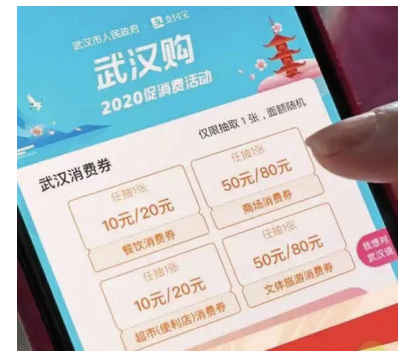 武汉市人民政府 × 支付宝
武汉购
2020促消费活动
仅限抽取1张，面额随机
武汉消费券
任抽1张
10元/20元
餐饮消费券
任抽1张
50元/80元
商场消费券
任抽1张
10元/20元
超市(便利店)消费券
任抽1张
50元/80元
文体旅游消费券
我想对
武汉说